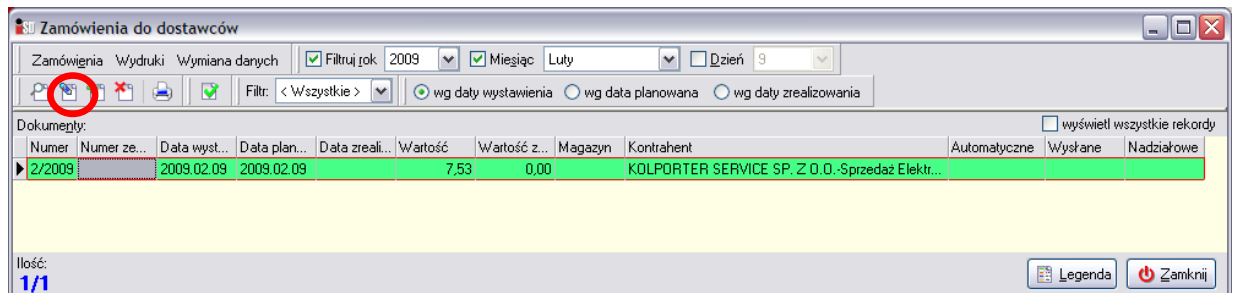 Zamówienia do dostawców
Zamówienia Wydruki Wymiana danych Filtruj rok 2009 Miesiąc Luty Dzień 9
Filtr: < Wszystkie > wg daty wystawienia wg data planowana wg daty zrealizowania
Dokumenty: wyświetl wszystkie rekordy
Numer Numer ze... Data wyst... Data plan... Data zreali... Wartość Wartość z... Magazyn Kontrahent Automatyczne Wysłane Nadziałowe
2/2009 2009.02.09 2009.02.09 7,53 0,00 KOLPORTER SERVICE SP. Z O.O.-Sprzedaż Elektr...
Ilość:
1/1 Legenda Zamknij